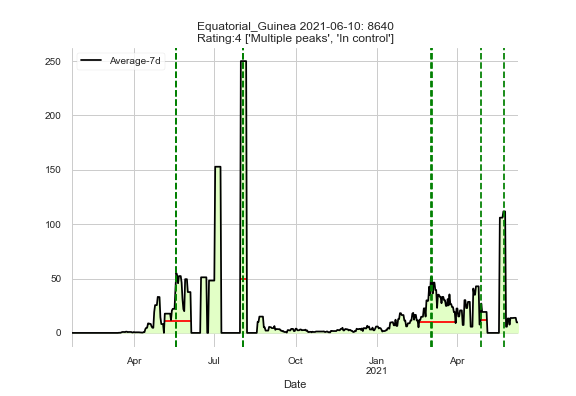 Equatorial_Guinea 2021-06-10: 8640
Rating:4 ['Multiple peaks', 'In control']
Average-7d
250
200
150
100
50
0
Apr
Jul
Oct
Jan
2021
Apr
Date